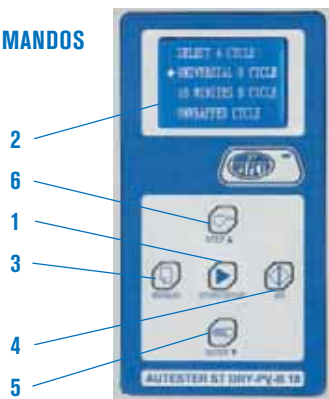 MANDOS
SELECT A CYCLE
UNIVERSAL B CYCLE
18 MINUTES B CYCLE
UNWRAPPED CYCLE
2
6
STEP ▲
1
3
4
5
AUTESTER ST DRY-PV-B 18